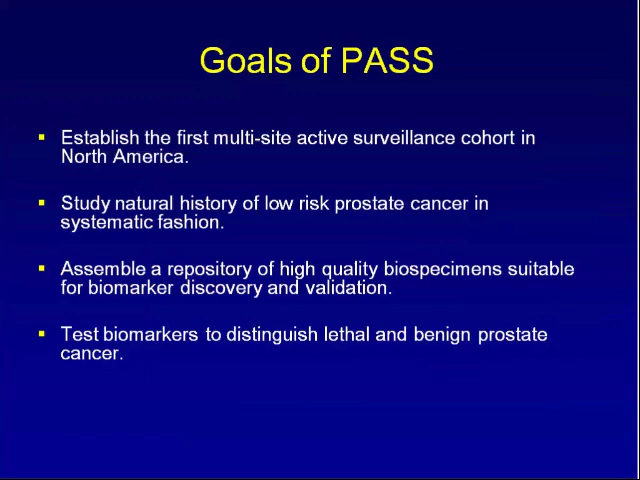 Goals of PASS
▪ Establish the first multi-site active surveillance cohort in
North America.
▪ Study natural history of low risk prostate cancer in
systematic fashion.
▪ Assemble a repository of high quality biospecimens suitable
for biomarker discovery and validation.
▪ Test biomarkers to distinguish lethal and benign prostate
cancer.